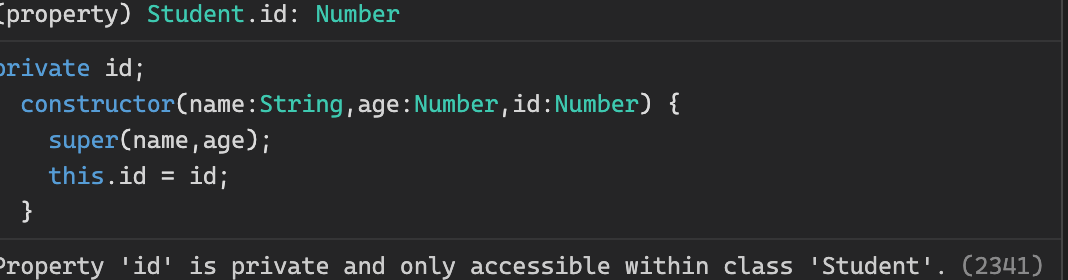 (property) Student.id: Number
private id;
constructor(name:String,age:Number,id:Number) {
super(name,age);
this.id = id;
}
Property 'id' is private and only accessible within class 'Student'. (2341)